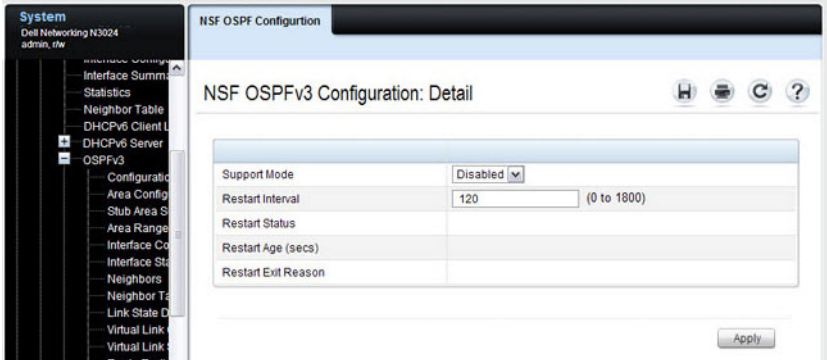 System
Dell Networking N3024
admin, r/w
Interface Summa
Statistics
Neighbor Table
DHCPv6 Client L
DHCPv6 Server
OSPFv3
Configuratio
Area Config
Stub Area S
Area Range
Interface Co
Interface Sta
Neighbors
Neighbor Ta
Link State D
Virtual Link
Virtual Link
NSF OSPF Configurtion
NSF OSPFv3 Configuration: Detail
Support Mode Disabled
Restart Interval 120 (0 to 1800)
Restart Status
Restart Age (secs)
Restart Exit Reason
Apply